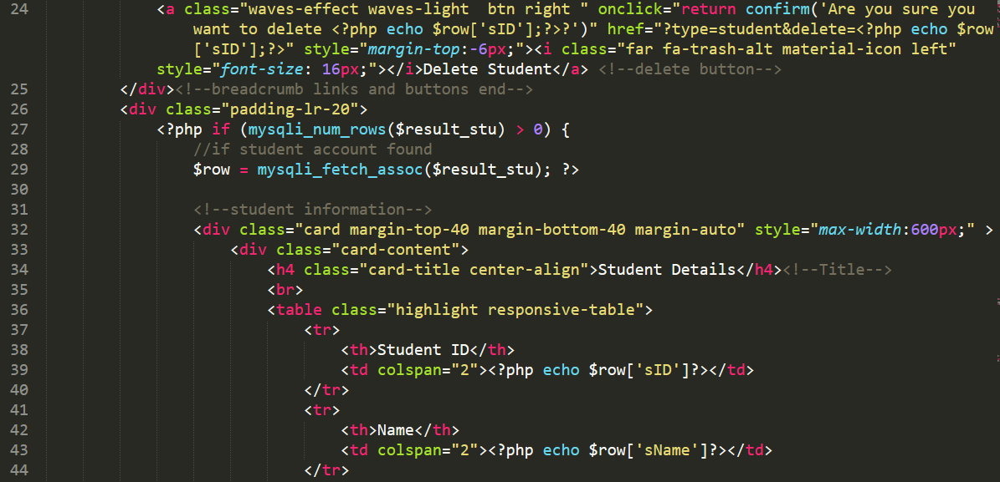 24 <a class="waves-effect waves-light  btn right " onclick="return confirm('Are you sure you
want to delete <?php echo $row['sID'];?>?')" href="?type=student&delete=<?php echo $row
['sID'];?>" style="margin-top:-6px;"><i class="far fa-trash-alt material-icon left"
style="font-size: 16px;"></i>Delete Student</a> <!--delete button-->
25 </div><!--breadcrumb links and buttons end-->
26 <div class="padding-lr-20">
27 <?php if (mysqli_num_rows($result_stu) > 0) {
28 //if student account found
29 $row = mysqli_fetch_assoc($result_stu); ?>
30
31 <!--student information-->
32 <div class="card margin-top-40 margin-bottom-40 margin-auto" style="max-width:600px;" >
33 <div class="card-content">
34 <h4 class="card-title center-align">Student Details</h4><!--Title-->
35 <br>
36 <table class="highlight responsive-table">
37 <tr>
38 <th>Student ID</th>
39 <td colspan="2"><?php echo $row['sID']?></td>
40 </tr>
41 <tr>
42 <th>Name</th>
43 <td colspan="2"><?php echo $row['sName']?></td>
44 </tr>